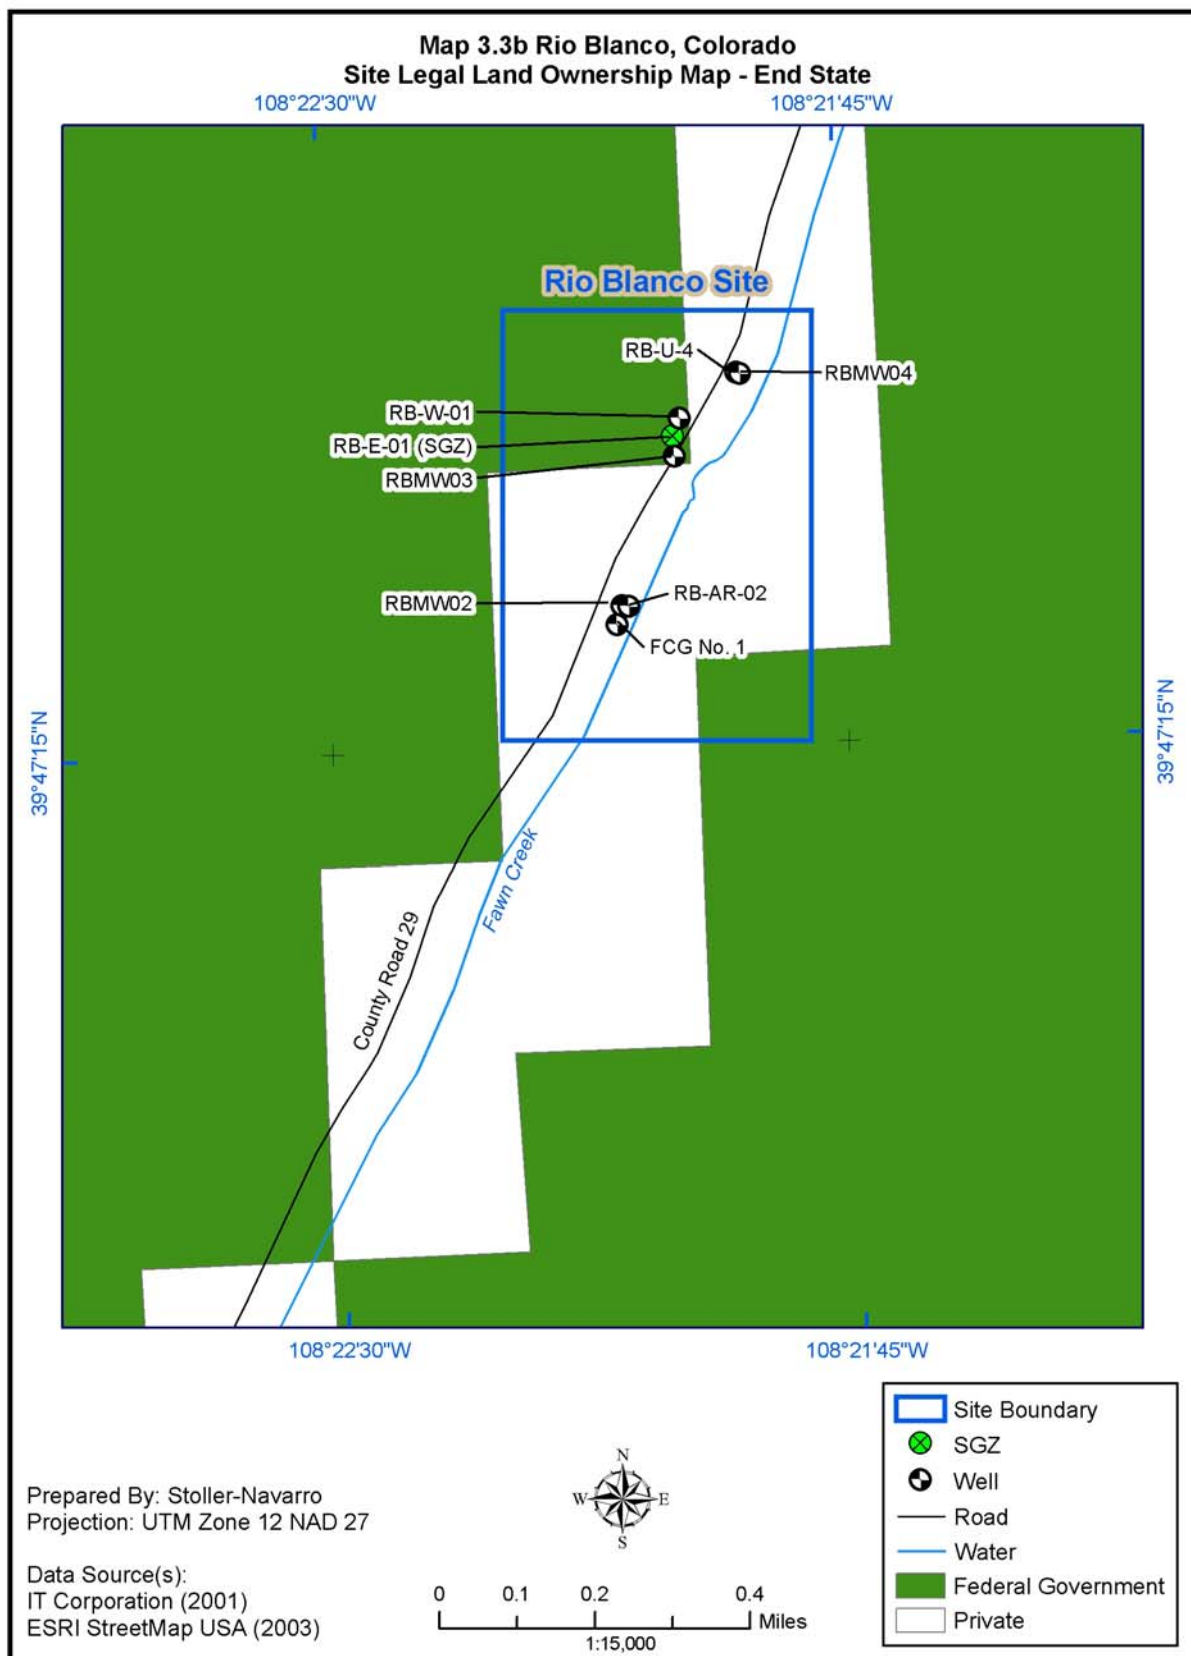 Map 3.3b Rio Blanco, Colorado
Site Legal Land Ownership Map - End State
108°22'30"W
108°21'45"W
Rio Blanco Site
RB-U-4
RBMW04
RB-W-01
RB-E-01 (SGZ)
RBMW03
RBMW02
RB-AR-02
FCG No. 1
39°47'15"N
39°47'15"N
Fawn Creek
County Road 29
108°22'30"W
108°21'45"W
Site Boundary
SGZ
Well
Road
Water
Federal Government
Private
N
W
E
S
Prepared By: Stoller-Navarro
Projection: UTM Zone 12 NAD 27
Data Source(s):
IT Corporation (2001)
ESRI StreetMap USA (2003)
0 0.1 0.2 0.4
Miles
1:15,000